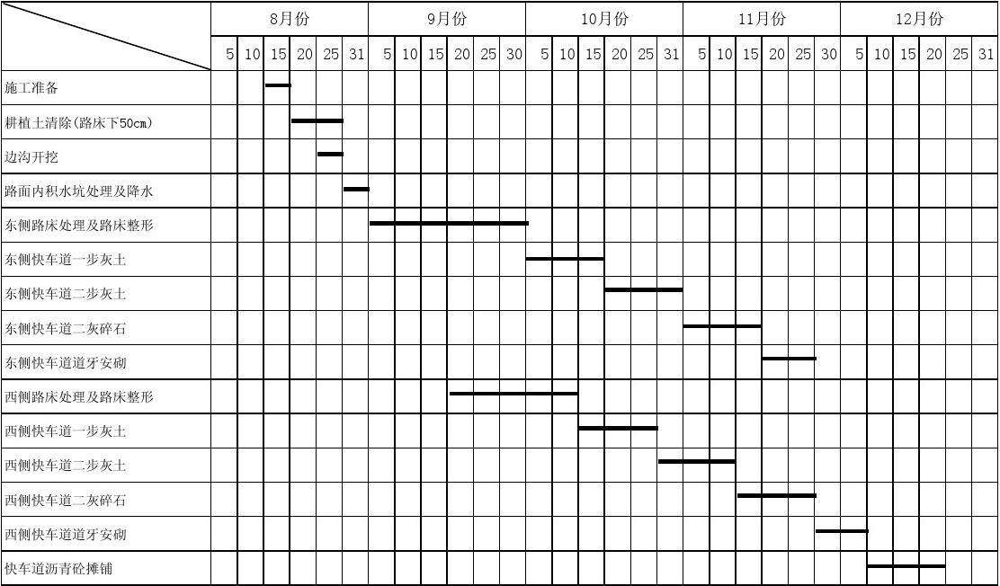 8月份 9月份 10月份 11月份 12月份
5 10 15 20 25 31 5 10 15 20 25 30 5 10 15 20 25 31 5 10 15 20 25 30 5 10 15 20 25 31
施工准备
耕植土清除(路床下50cm)
边沟开挖
路面内积水坑处理及降水
东侧路床处理及路床整形
东侧快车道一步灰土
东侧快车道二步灰土
东侧快车道二灰碎石
东侧快车道道牙安砌
西侧路床处理及路床整形
西侧快车道一步灰土
西侧快车道二步灰土
西侧快车道二灰碎石
西侧快车道道牙安砌
快车道沥青砼摊铺